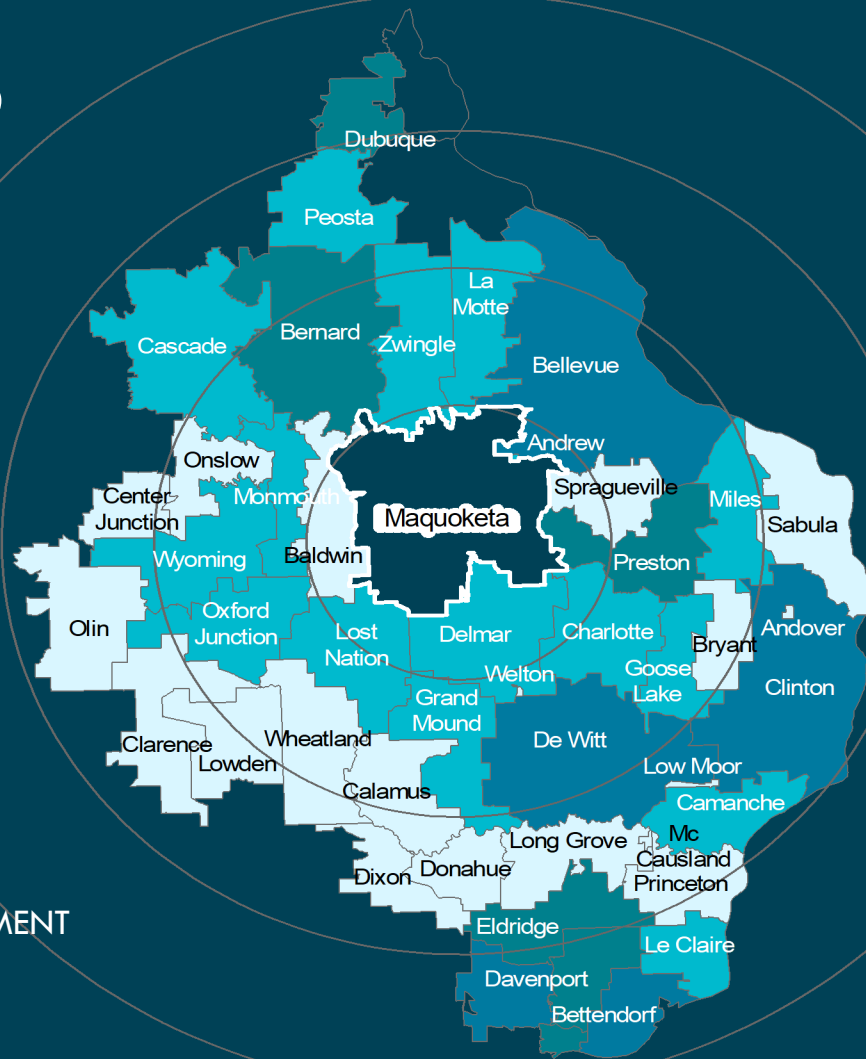 Dubuque
Peosta
La
Motte
Bernard
Cascade
Zwingle
Bellevue
Andrew
Onslow
Spragueville
Center
Junction
Monmouth
Miles
Maquoketa
Sabula
Baldwin
Wyoming
Preston
Olin
Oxford
Junction
Lost
Nation
Delmar
Charlotte
Andover
Bryant
Goose
Lake
Welton
Clinton
Grand
Mound
Clarence
Lowden
Wheatland
De Witt
Low Moor
Calamus
Camanche
Mc
Causland
Long Grove
Princeton
Dixon
Donahue
MENT
Eldridge
Le Claire
Davenport
Bettendorf